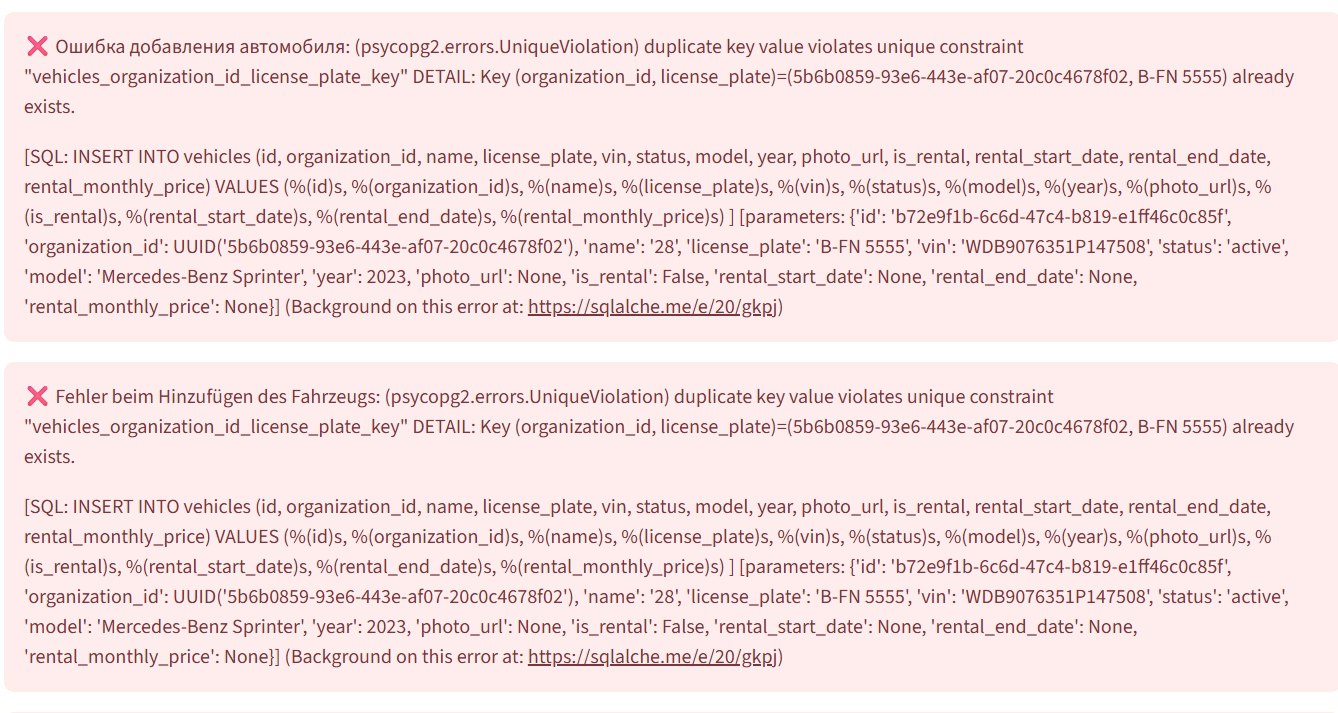 ❌ Ошибка добавления автомобиля: (psycopg2.errors.UniqueViolation) duplicate key value violates unique constraint
"vehicles_organization_id_license_plate_key" DETAIL: Key (organization_id, license_plate)=(5b6b0859-93e6-443e-af07-20c0c4678f02, B-FN 5555) already
exists.
[SQL: INSERT INTO vehicles (id, organization_id, name, license_plate, vin, status, model, year, photo_url, is_rental, rental_start_date, rental_end_date,
rental_monthly_price) VALUES (%(id)s, %(organization_id)s, %(name)s, %(license_plate)s, %(vin)s, %(status)s, %(model)s, %(year)s, %(photo_url)s, %
(is_rental)s, %(rental_start_date)s, %(rental_end_date)s, %(rental_monthly_price)s) ] [parameters: {'id': 'b72e9f1b-6c6d-47c4-b819-e1ff46c0c85f',
'organization_id': UUID('5b6b0859-93e6-443e-af07-20c0c4678f02'), 'name': '28', 'license_plate': 'B-FN 5555', 'vin': 'WDB9076351P147508', 'status': 'active',
'model': 'Mercedes-Benz Sprinter', 'year': 2023, 'photo_url': None, 'is_rental': False, 'rental_start_date': None, 'rental_end_date': None,
'rental_monthly_price': None}] (Background on this error at: https://sqlalche.me/e/20/gkpj)
❌ Fehler beim Hinzufügen des Fahrzeugs: (psycopg2.errors.UniqueViolation) duplicate key value violates unique constraint
"vehicles_organization_id_license_plate_key" DETAIL: Key (organization_id, license_plate)=(5b6b0859-93e6-443e-af07-20c0c4678f02, B-FN 5555) already
exists.
[SQL: INSERT INTO vehicles (id, organization_id, name, license_plate, vin, status, model, year, photo_url, is_rental, rental_start_date, rental_end_date,
rental_monthly_price) VALUES (%(id)s, %(organization_id)s, %(name)s, %(license_plate)s, %(vin)s, %(status)s, %(model)s, %(year)s, %(photo_url)s, %
(is_rental)s, %(rental_start_date)s, %(rental_end_date)s, %(rental_monthly_price)s) ] [parameters: {'id': 'b72e9f1b-6c6d-47c4-b819-e1ff46c0c85f',
'organization_id': UUID('5b6b0859-93e6-443e-af07-20c0c4678f02'), 'name': '28', 'license_plate': 'B-FN 5555', 'vin': 'WDB9076351P147508', 'status': 'active',
'model': 'Mercedes-Benz Sprinter', 'year': 2023, 'photo_url': None, 'is_rental': False, 'rental_start_date': None, 'rental_end_date': None,
'rental_monthly_price': None}] (Background on this error at: https://sqlalche.me/e/20/gkpj)